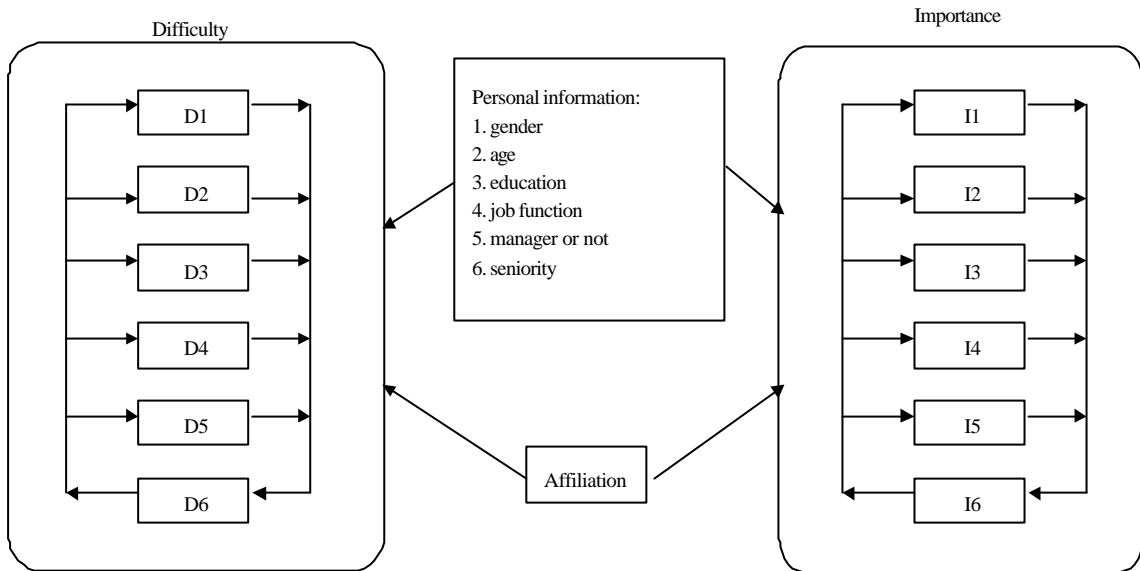 Difficulty
D1
D2
D3
D4
D5
D6
Personal information:
1. gender
2. age
3. education
4. job function
5. manager or not
6. seniority
Affiliation
Importance
I1
I2
I3
I4
I5
I6